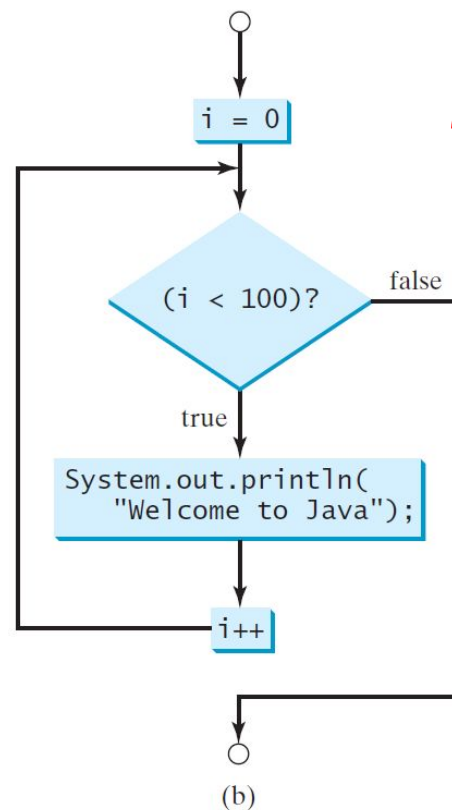 i = 0
(i < 100)?
false
true
System.out.println(
"Welcome to Java");
i++
(b)